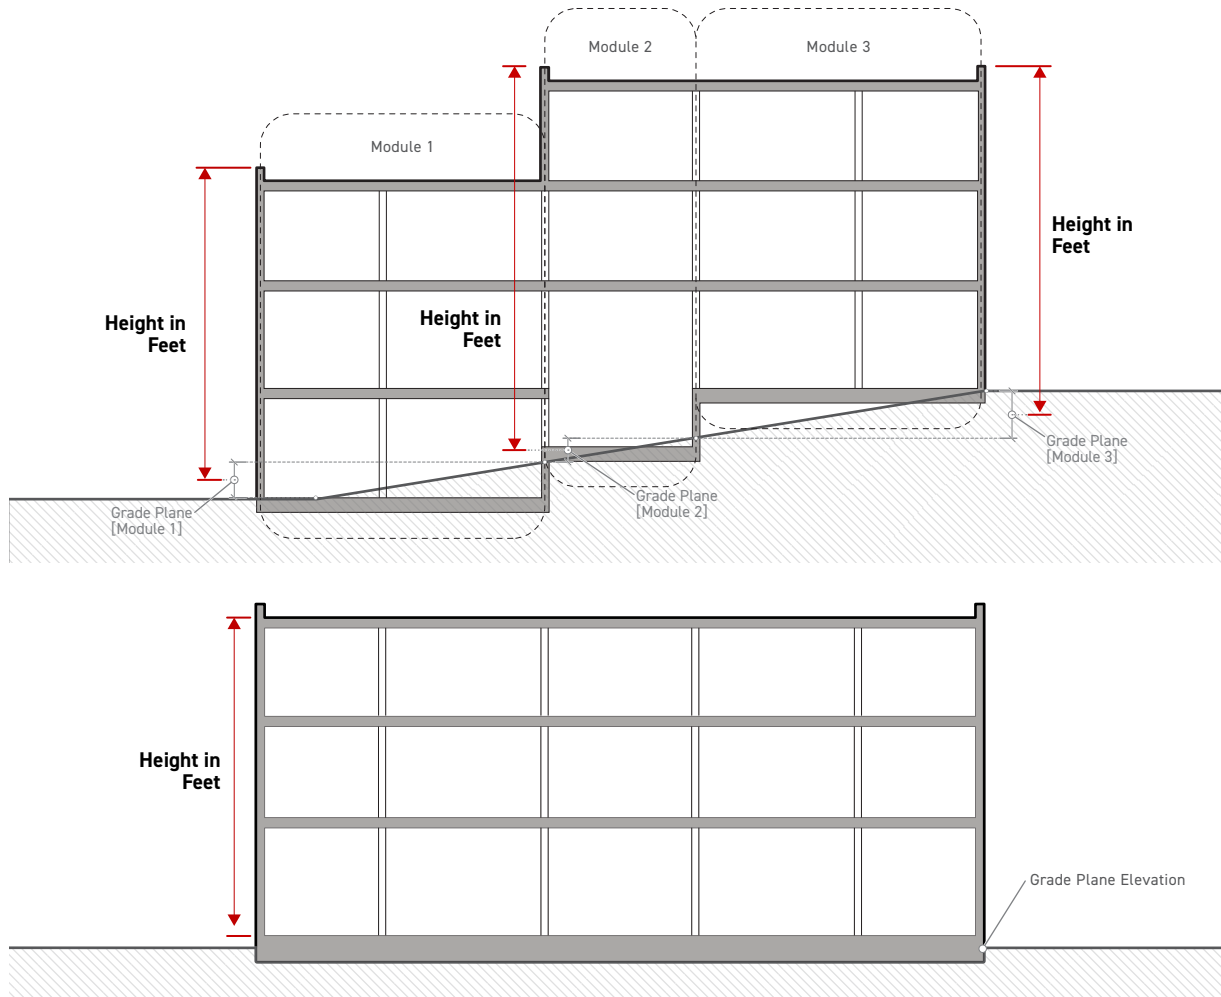 Module 2
Module 3
Module 1
Height in
Feet
Height in
Feet
Height in
Feet
Grade Plane
[Module 3]
Grade Plane
[Module 2]
Grade Plane
[Module 1]
Height in
Feet
Grade Plane Elevation